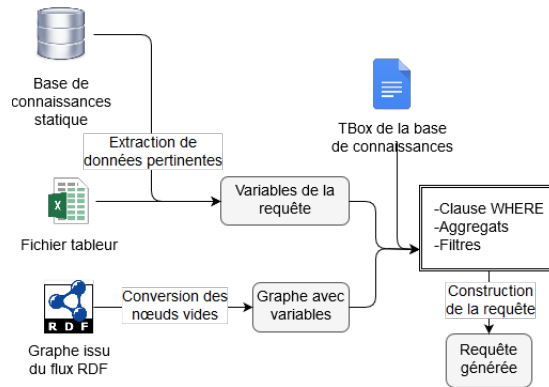 Base de
connaissances
statique
TBox de la base
de connaissances
Extraction de
données pertinentes
X
Fichier tableur
Variables de la
requête
-Clause WHERE
-Aggregats
-Filtres
R D F
Graphe issu
du flux RDF
Conversion des
nœuds vides
Graphe avec
variables
Construction
de la requête
Requête
générée